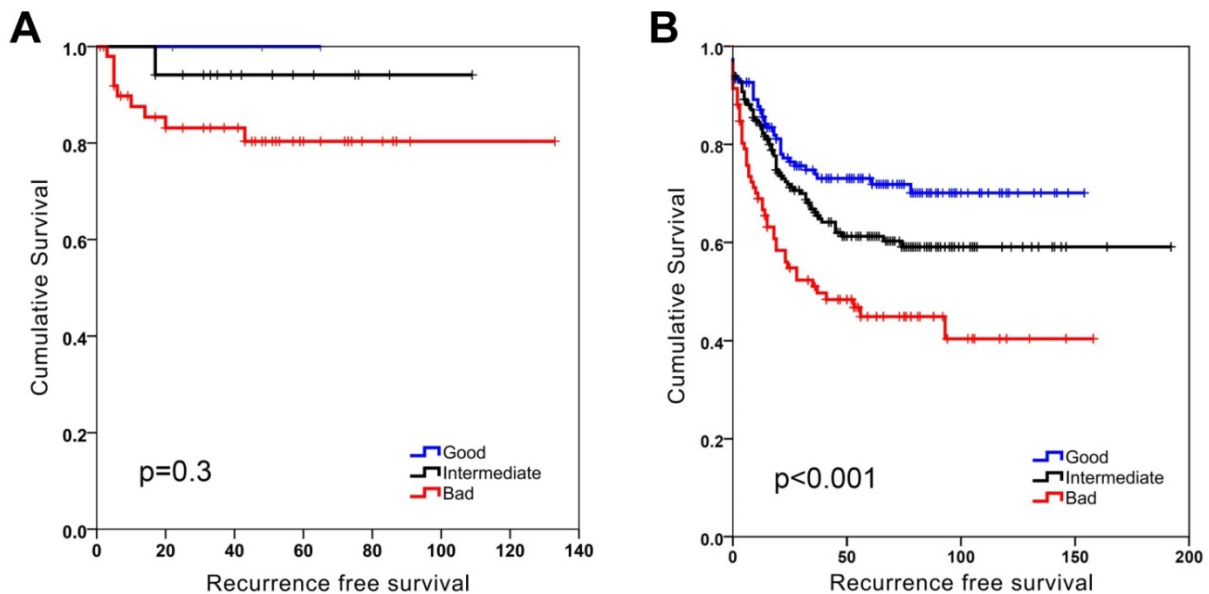 A
Cumulative Survival
1.0
0.8
0.6
0.4
0.2
0.0
p=0.3
Good
Intermediate
Bad
0 20 40 60 80 100 120 140
Recurrence free survival
B
Cumulative Survival
1.0
0.8
0.6
0.4
0.2
0.0
p<0.001
Good
Intermediate
Bad
0 50 100 150 200
Recurrence free survival